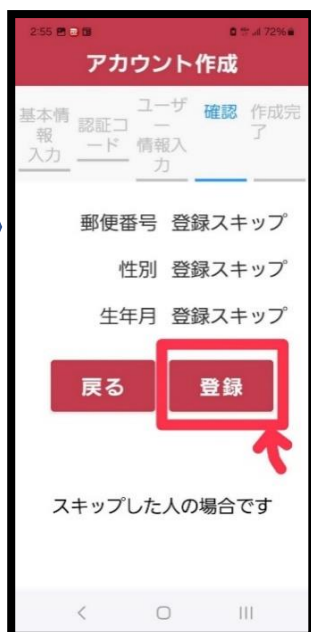 2:55 72%
アカウント作成
基本情報入力
認証コード
ユーザー情報入力
確認
作成完了
郵便番号 登録スキップ
性別 登録スキップ
生年月 登録スキップ
戻る 登録
スキップした人の場合です